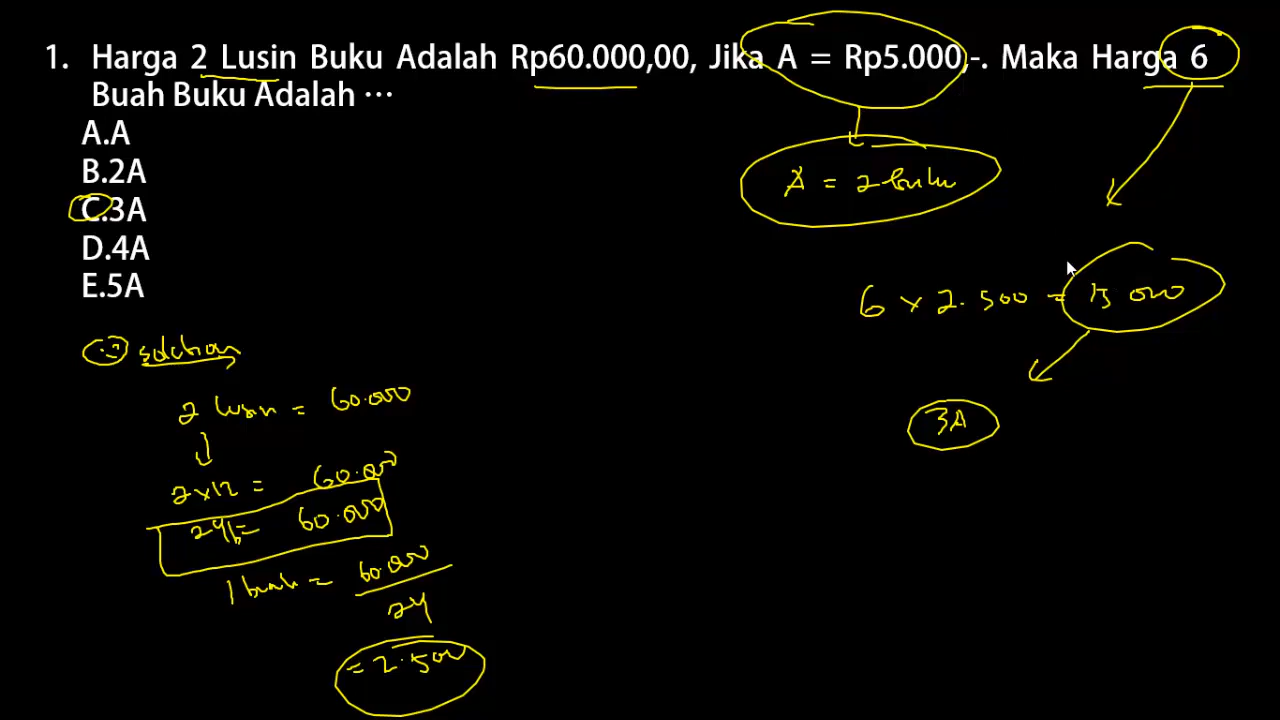 1. Harga 2 Lusin Buku Adalah Rp60.000,00, Jika A = Rp5.000,-. Maka Harga 6
Buah Buku Adalah ...
A.A
B.2A
C.3A
D.4A
E.5A
A = 2 buku
6 x 2.500 = 15 000
3A
solution
2 lusin = 60.000
2x12 = 60.000
24b = 60.000
1 buah = 60.000
24
= 2.500